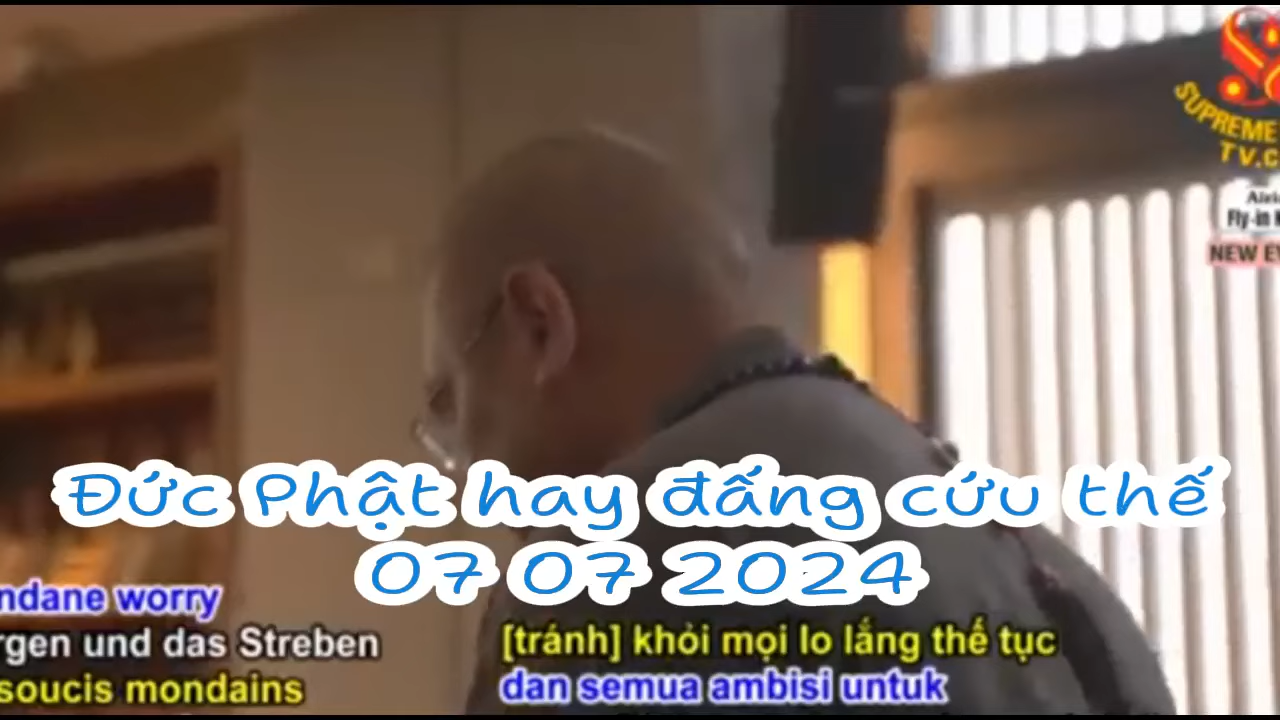 SUPREME
TV.C
Fly-in
NEW
Đức Phật hay đấng cứu thế
07 07 2024
ndane worry
rgen und das Streben
soucis mondains
[tránh] khỏi mọi lo lắng thế tục
dan semua ambisi untuk